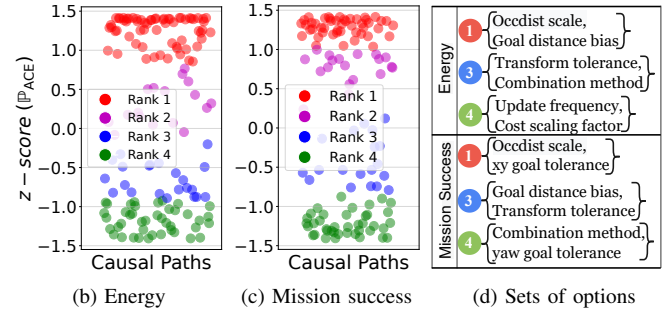 z − score (ℙACE)
1.5
1.0
0.5
0.0
−0.5
−1.0
−1.5
Rank 1
Rank 2
Rank 3
Rank 4
Causal Paths
(b) Energy
1.5
1.0
0.5
0.0
−0.5
−1.0
−1.5
Rank 1
Rank 2
Rank 3
Rank 4
Causal Paths
(c) Mission success
Energy
1
{Occdist scale,
Goal distance bias}
3
{Transform tolerance,
Combination method}
4
{Update frequency,
Cost scaling factor}
Mission Success
1
{Occdist scale,
xy goal tolerance}
3
{Goal distance bias,
Transform tolerance}
4
{Combination method,
yaw goal tolerance}
(d) Sets of options